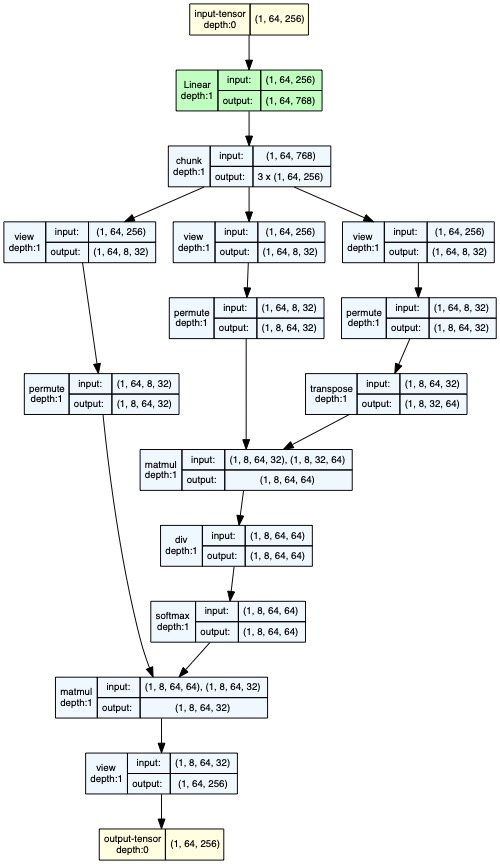 input-tensor
depth:0
(1, 64, 256)
Linear
depth:1
input:
(1, 64, 256)
output:
(1, 64, 768)
chunk
depth:1
input:
(1, 64, 768)
output:
3 x (1, 64, 256)
view
depth:1
input:
(1, 64, 256)
output:
(1, 64, 8, 32)
view
depth:1
input:
(1, 64, 256)
output:
(1, 64, 8, 32)
view
depth:1
input:
(1, 64, 256)
output:
(1, 64, 8, 32)
permute
depth:1
input:
(1, 64, 8, 32)
output:
(1, 8, 64, 32)
permute
depth:1
input:
(1, 64, 8, 32)
output:
(1, 8, 64, 32)
permute
depth:1
input:
(1, 64, 8, 32)
output:
(1, 8, 64, 32)
transpose
depth:1
input:
(1, 8, 64, 32)
output:
(1, 8, 32, 64)
matmul
depth:1
input:
(1, 8, 64, 32), (1, 8, 32, 64)
output:
(1, 8, 64, 64)
div
depth:1
input:
(1, 8, 64, 64)
output:
(1, 8, 64, 64)
softmax
depth:1
input:
(1, 8, 64, 64)
output:
(1, 8, 64, 64)
matmul
depth:1
input:
(1, 8, 64, 64), (1, 8, 64, 32)
output:
(1, 8, 64, 32)
view
depth:1
input:
(1, 8, 64, 32)
output:
(1, 64, 256)
output-tensor
depth:0
(1, 64, 256)